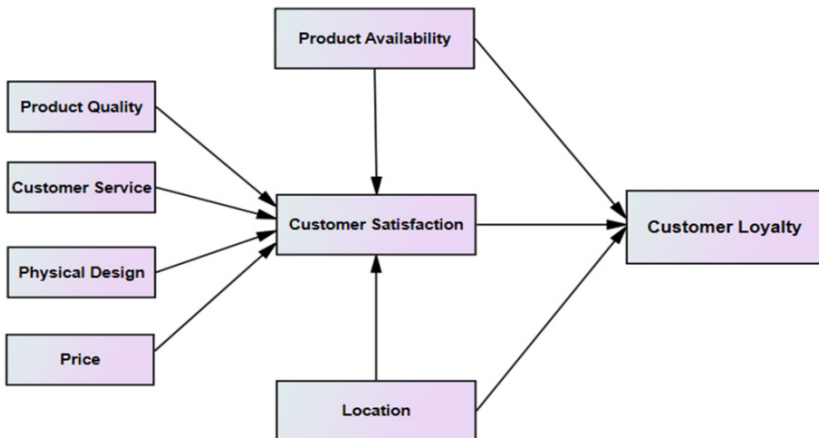 Product Availability
Product Quality
Customer Service
Customer Satisfaction
Customer Loyalty
Physical Design
Price
Location